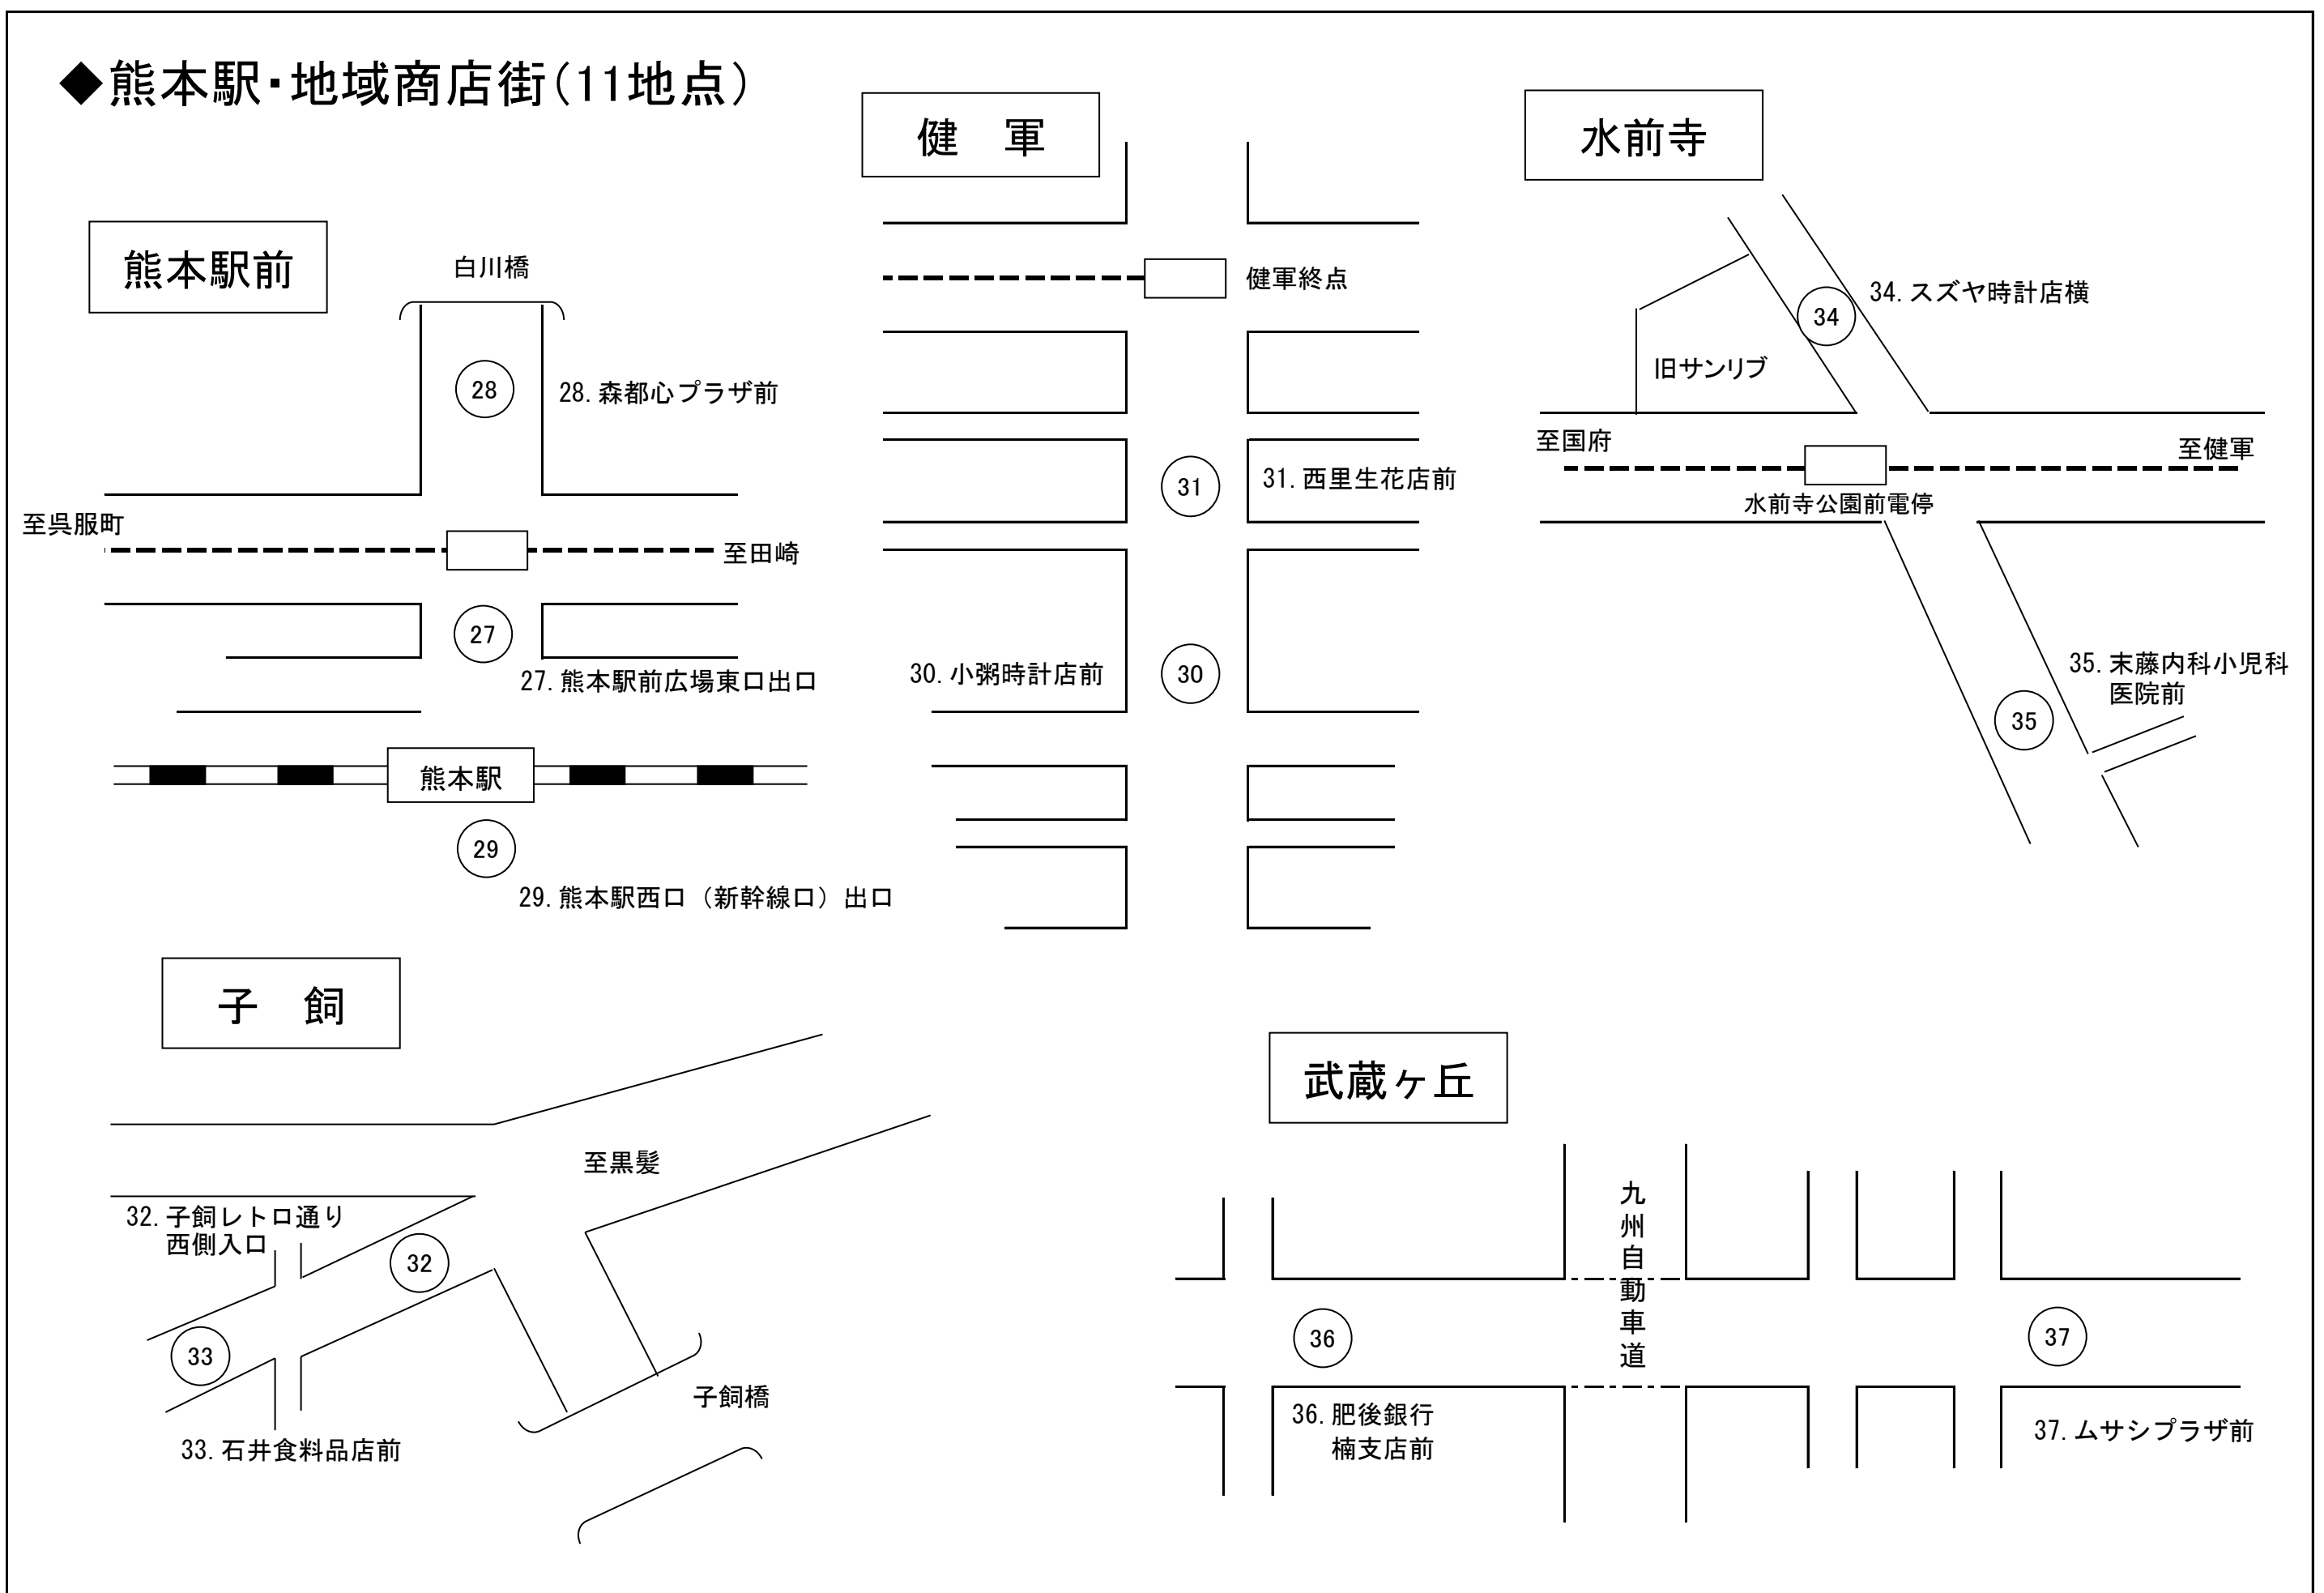 ◆熊本駅・地域商店街(11地点)
熊本駅前
白川橋
28
28.森都心プラザ前
至呉服町
至田崎
27
27.熊本駅前広場東口出口
熊本駅
29
29.熊本駅西口（新幹線口）出口
健　軍
健軍終点
31
31.西里生花店前
30.小粥時計店前
30
水前寺
34
34.スズヤ時計店横
旧サンリブ
至国府
至健軍
水前寺公園前電停
35.末藤内科小児科
医院前
35
子　飼
至黒髪
32.子飼レトロ通り
西側入口
32
33
子飼橋
33.石井食料品店前
武蔵ヶ丘
九州自動車道
36
37
36.肥後銀行
楠支店前
37.ムサシプラザ前